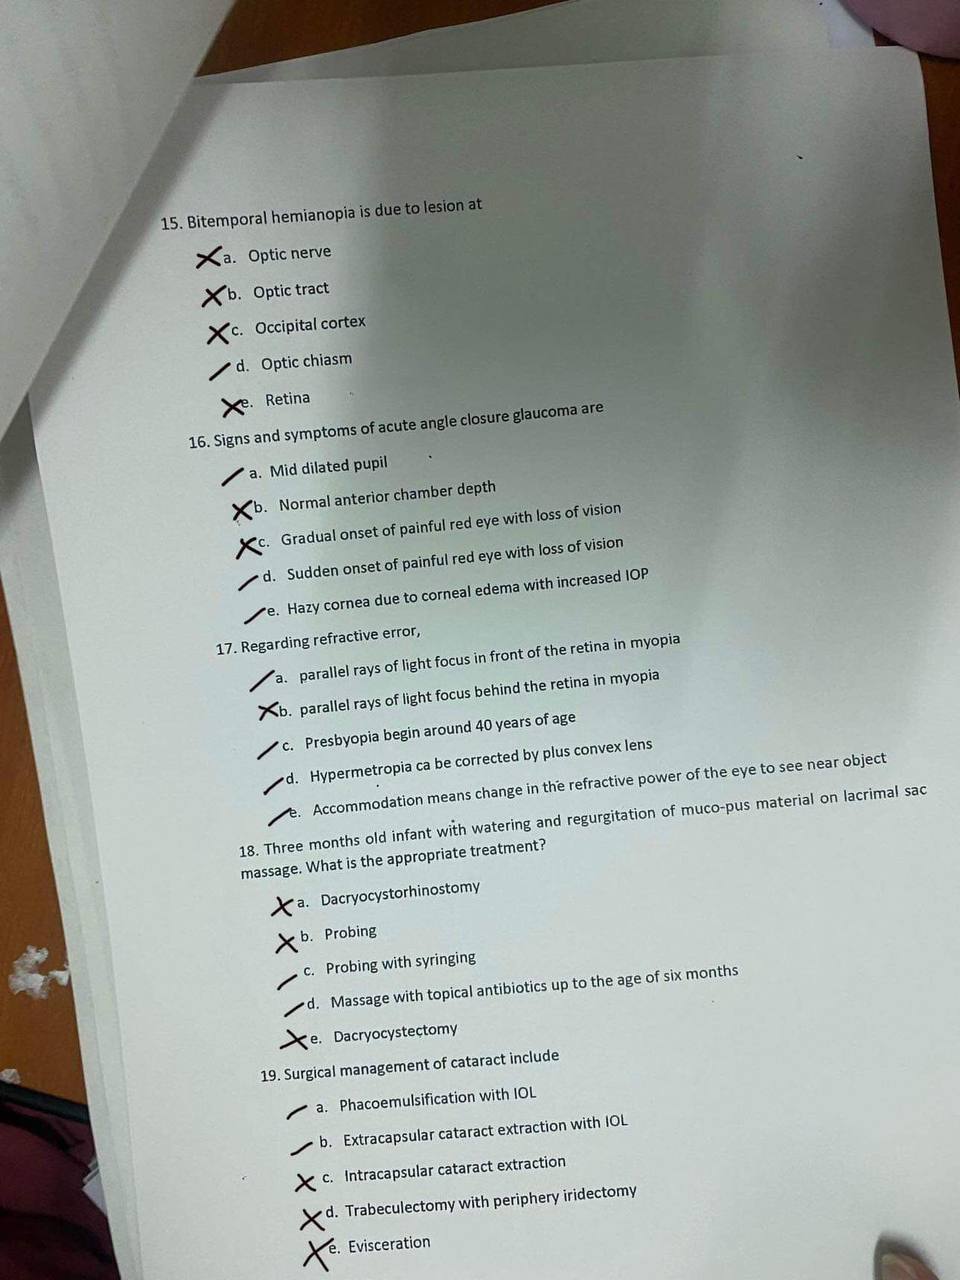 15. Bitemporal hemianopia is due to lesion at
a. Optic nerve
b. Optic tract
c. Occipital cortex
d. Optic chiasm
e. Retina
16. Signs and symptoms of acute angle closure glaucoma are
a. Mid dilated pupil
b. Normal anterior chamber depth
c. Gradual onset of painful red eye with loss of vision
d. Sudden onset of painful red eye with loss of vision
e. Hazy cornea due to corneal edema with increased IOP
17. Regarding refractive error,
a. parallel rays of light focus in front of the retina in myopia
b. parallel rays of light focus behind the retina in myopia
c. Presbyopia begin around 40 years of age
d. Hypermetropia ca be corrected by plus convex lens
e. Accommodation means change in the refractive power of the eye to see near object
18. Three months old infant with watering and regurgitation of muco-pus material on lacrimal sac
massage. What is the appropriate treatment?
a. Dacryocystorhinostomy
b. Probing
c. Probing with syringing
d. Massage with topical antibiotics up to the age of six months
e. Dacryocystectomy
19. Surgical management of cataract include
a. Phacoemulsification with IOL
b. Extracapsular cataract extraction with IOL
c. Intracapsular cataract extraction
d. Trabeculectomy with periphery iridectomy
e. Evisceration